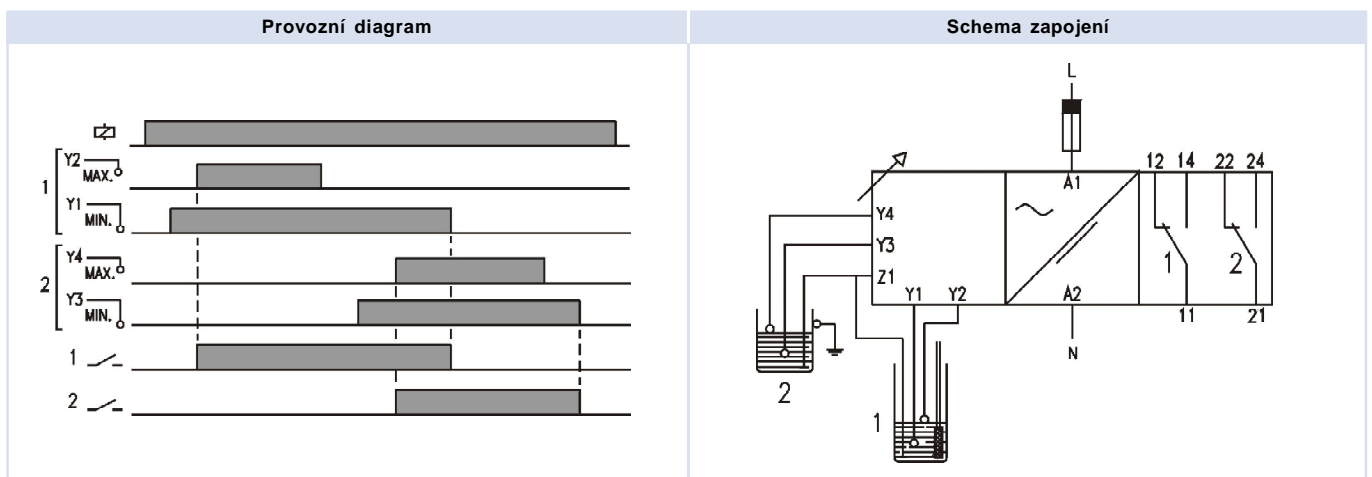 Provozní diagram
Schema zapojení
Y2
MAX.
1
Y1
MIN.
Y4
MAX.
2
Y3
MIN.
1
2
L
12 14 22 24
A1
Y4
Y3
Z1
Y1 Y2
A2
1
2
11
21
N
2
1